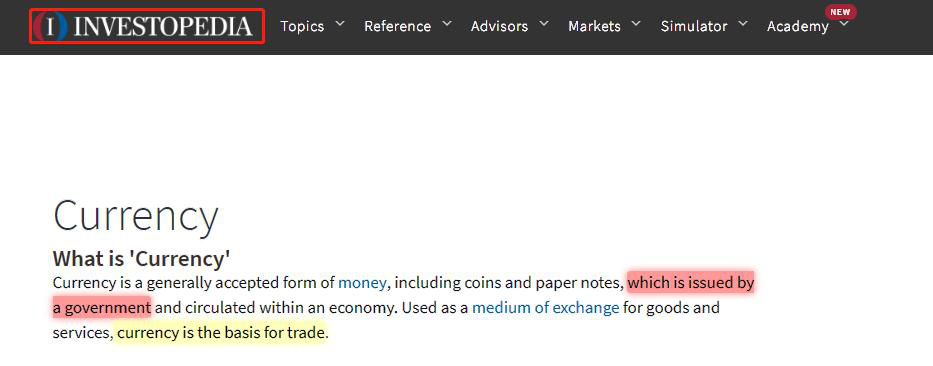 I INVESTOPEDIA Topics Reference Advisors Markets Simulator Academy NEW
Currency
What is 'Currency'
Currency is a generally accepted form of money, including coins and paper notes, which is issued by
a government and circulated within an economy. Used as a medium of exchange for goods and
services, currency is the basis for trade.